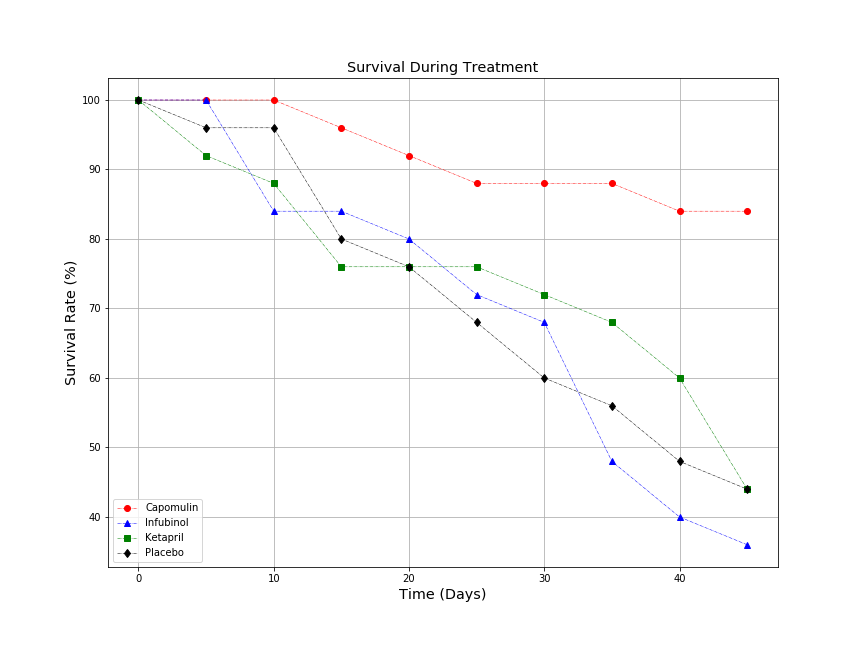 Survival During Treatment
Survival Rate (%)
100
90
80
70
60
50
40
Capomulin
Infubinol
Ketapril
Placebo
0 10 20 30 40
Time (Days)